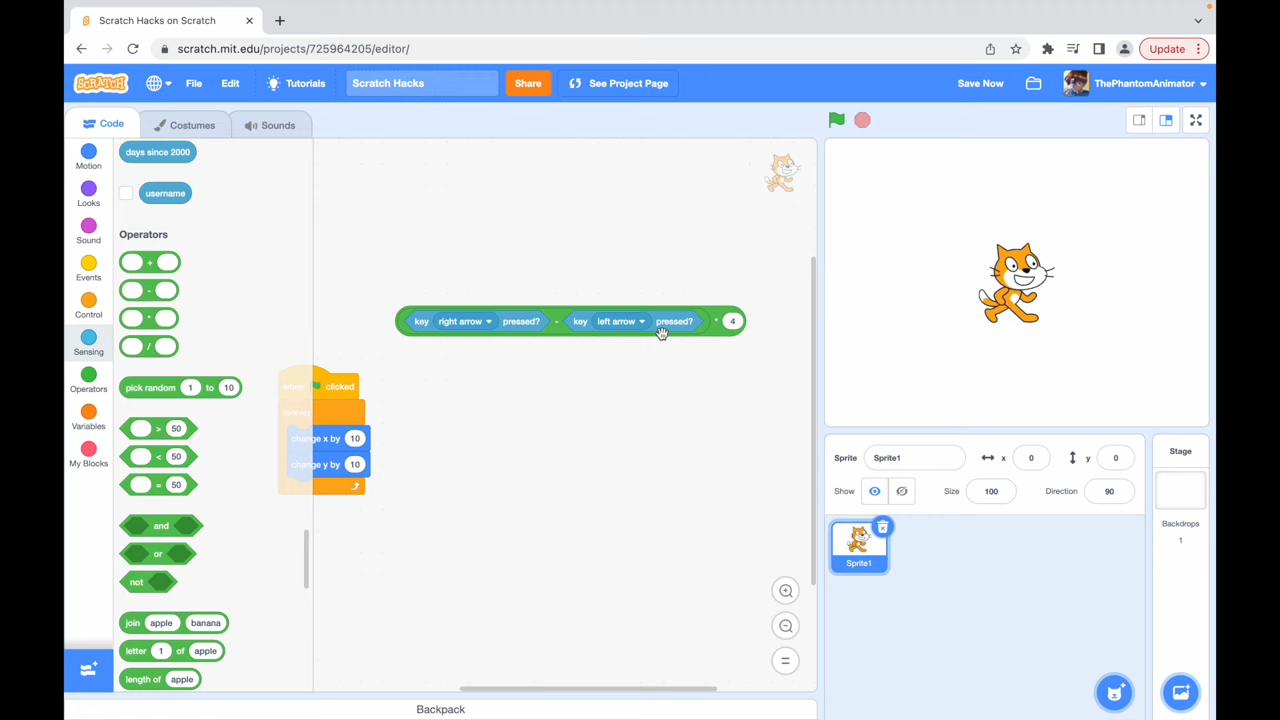 Scratch Hacks on Scratch
scratch.mit.edu/projects/725964205/editor/
Update
SCRATCH
File
Edit
Tutorials
Scratch Hacks
Share
See Project Page
Save Now
ThePhantomAnimator
Code
Costumes
Sounds
Motion
Looks
Sound
Events
Control
Sensing
Operators
Variables
My Blocks
days since 2000
username
Operators
+
-
*
/
pick random 1 to 10
> 50
< 50
= 50
and
or
not
join apple banana
letter 1 of apple
length of apple
key right arrow pressed? - key left arrow pressed? * 4
when clicked
forever
change x by 10
change y by 10
Sprite Sprite1 x 0 y 0
Show Size 100 Direction 90
Sprite1
Stage
Backdrops
1
Backpack